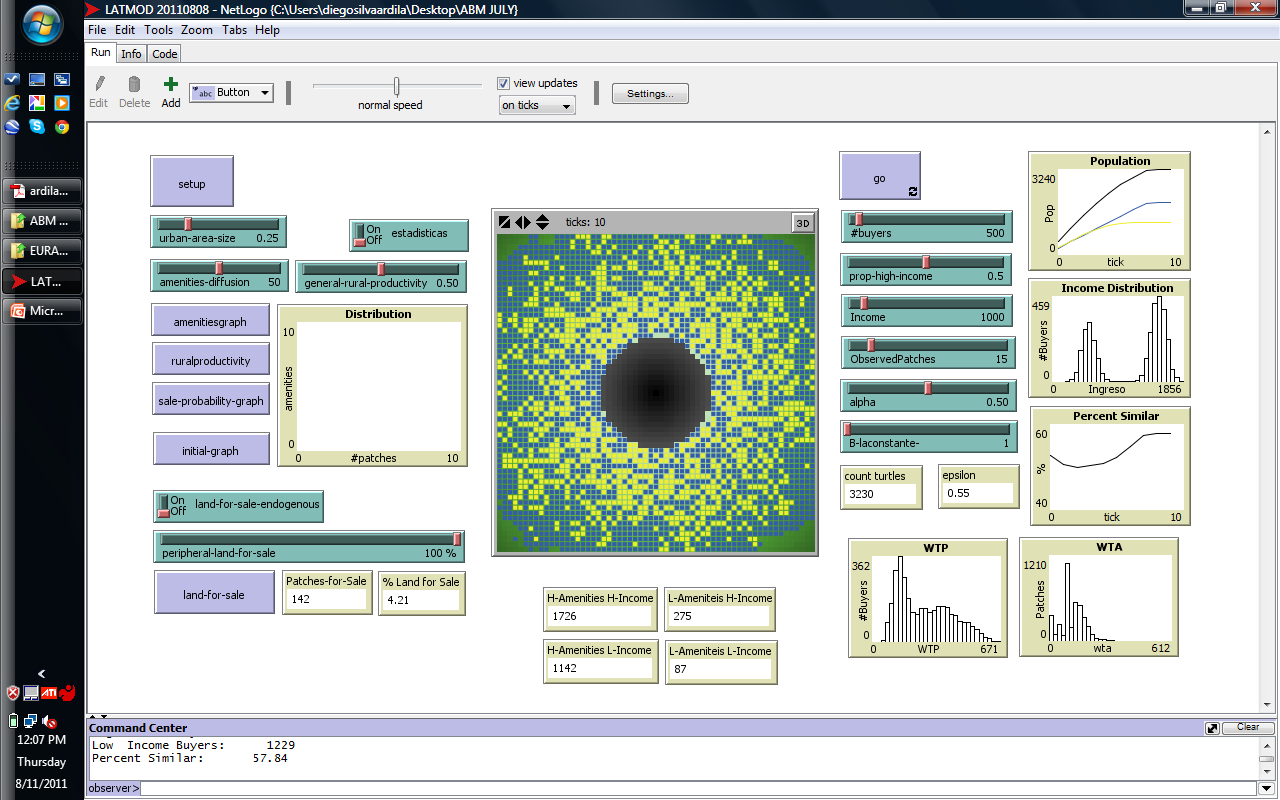 LATMOD 20110808 - NetLogo {C:\Users\diegosilvaardila\Desktop\ABM JULY}
File Edit Tools Zoom Tabs Help
Run Info Code
Edit Delete Add abc Button normal speed view updates on ticks Settings...
ardila...
ABM ...
EURA...
LAT...
Micr...
ATI
12:07 PM
Thursday
8/11/2011
setup
urban-area-size 0.25
On
Off
estadisticas
amenities-diffusion 50
general-rural-productivity 0.50
amenitiesgraph
ruralproductivity
sale-probability-graph
initial-graph
Distribution
10
amenities
0
0 #patches 10
On
Off
land-for-sale-endogenous
peripheral-land-for-sale 100 %
land-for-sale
Patches-for-Sale
142
% Land for Sale
4.21
ticks: 10 3D
H-Amenities H-Income
1726
L-Ameniteis H-Income
275
H-Amenities L-Income
1142
L-Ameniteis L-Income
87
go
#buyers 500
prop-high-income 0.5
Income 1000
ObservedPatches 15
alpha 0.50
B-laconstante- 1
count turtles
3230
epsilon
0.55
Population
3240
Pop
0
0 tick 10
Income Distribution
459
#Buyers
0
0 Ingreso 1856
Percent Similar
60
%
40
0 tick 10
WTP
362
#Buyers
0
0 WTP 671
WTA
1210
Patches
0
0 wta 612
Command Center
Clear
Low Income Buyers: 1229
Percent Similar: 57.84
observer>